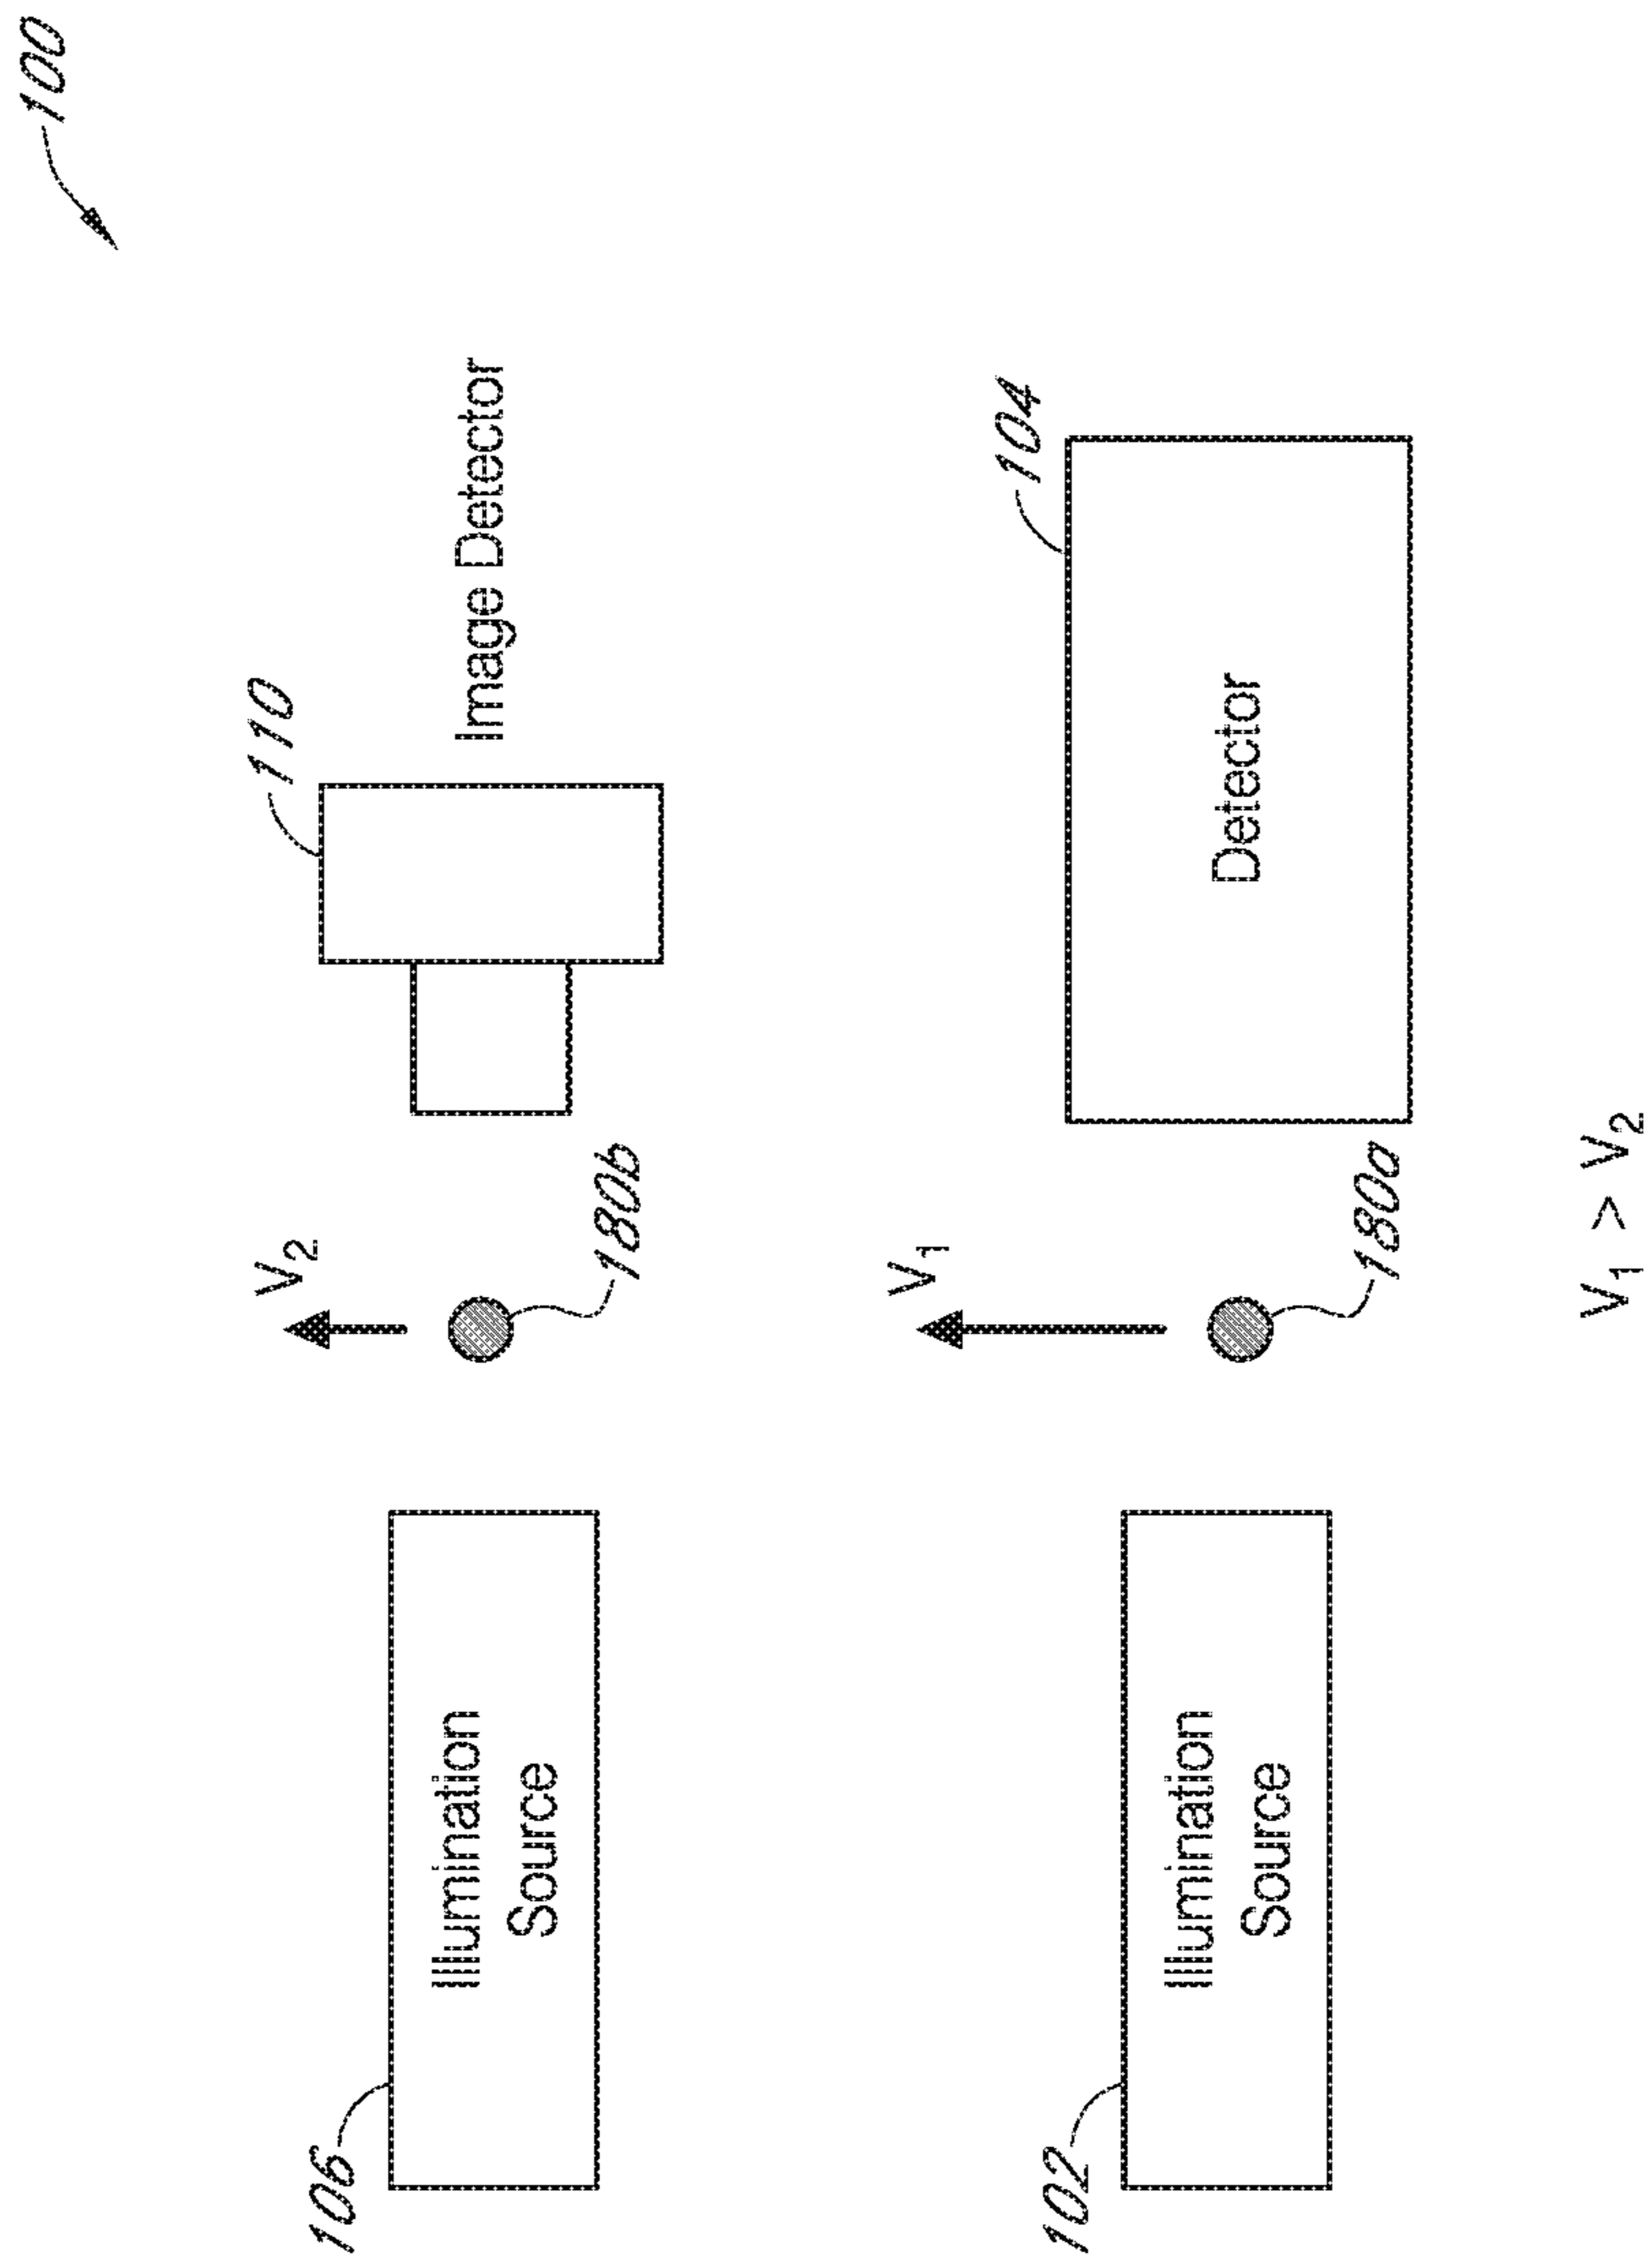 100
110
V2
106
Illumination
Source
Image Detector
180b
V1
104
102
Illumination
Source
Detector
180a
V1 > V2